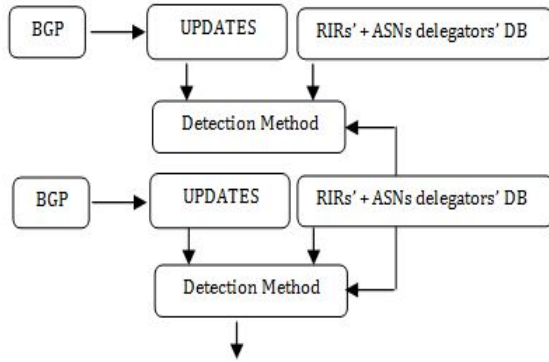 BGP
UPDATES
RIRs' + ASNs delegators' DB
Detection Method
BGP
UPDATES
RIRs' + ASNs delegators' DB
Detection Method